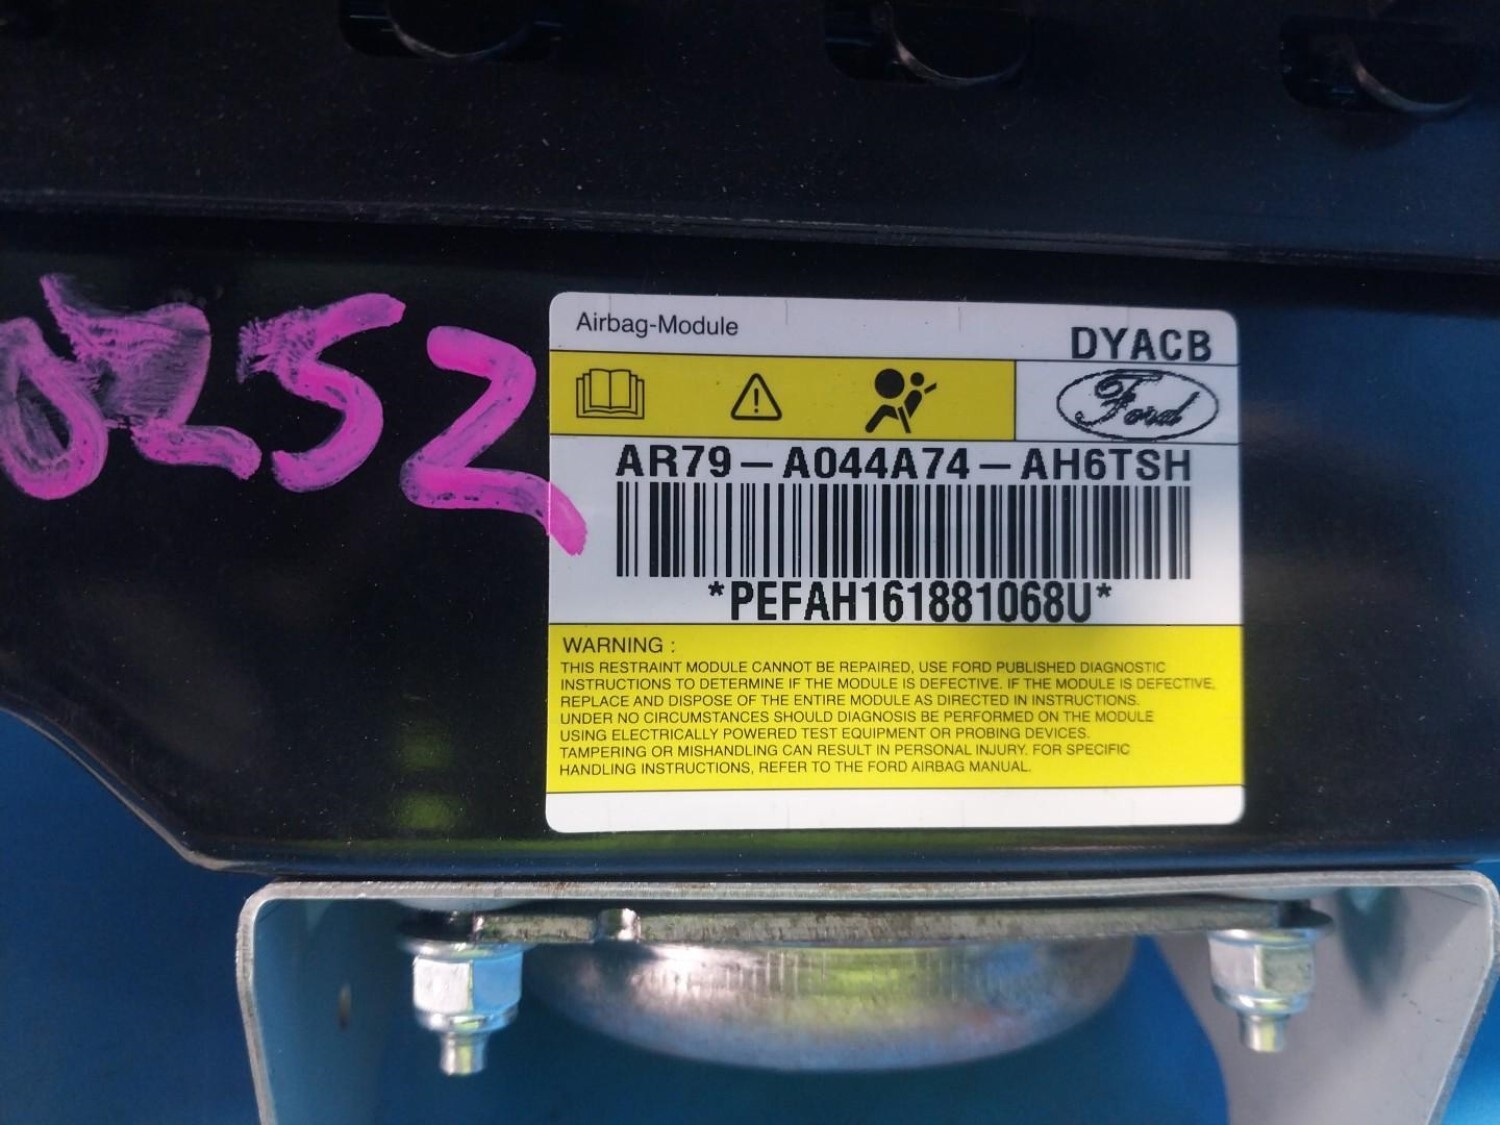 0252
Airbag-Module
DYACB
Ford
AR79-A044A74-AH6TSH
*PEFAH161881068U*
WARNING :
THIS RESTRAINT MODULE CANNOT BE REPAIRED, USE FORD PUBLISHED DIAGNOSTIC
INSTRUCTIONS TO DETERMINE IF THE MODULE IS DEFECTIVE. IF THE MODULE IS DEFECTIVE,
REPLACE AND DISPOSE OF THE ENTIRE MODULE AS DIRECTED IN INSTRUCTIONS.
UNDER NO CIRCUMSTANCES SHOULD DIAGNOSIS BE PERFORMED ON THE MODULE
USING ELECTRICALLY POWERED TEST EQUIPMENT OR PROBING DEVICES.
TAMPERING OR MISHANDLING CAN RESULT IN PERSONAL INJURY. FOR SPECIFIC
HANDLING INSTRUCTIONS, REFER TO THE FORD AIRBAG MANUAL.